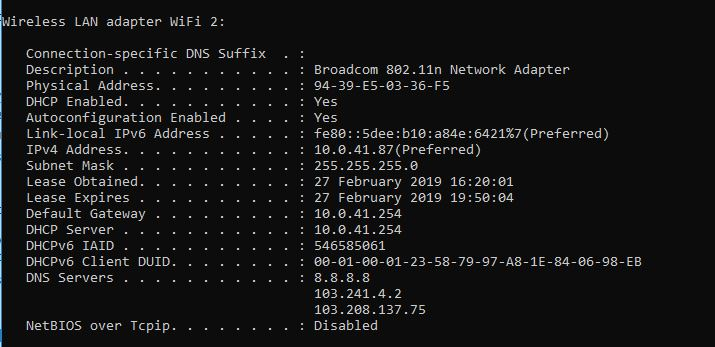 Wireless LAN adapter WiFi 2:
Connection-specific DNS Suffix  . :
Description . . . . . . . . . . . : Broadcom 802.11n Network Adapter
Physical Address. . . . . . . . . : 94-39-E5-03-36-F5
DHCP Enabled. . . . . . . . . . . : Yes
Autoconfiguration Enabled . . . . : Yes
Link-local IPv6 Address . . . . . : fe80::5dee:b10:a84e:6421%7(Preferred)
IPv4 Address. . . . . . . . . . . : 10.0.41.87(Preferred)
Subnet Mask . . . . . . . . . . . : 255.255.255.0
Lease Obtained. . . . . . . . . . : 27 February 2019 16:20:01
Lease Expires . . . . . . . . . . : 27 February 2019 19:50:04
Default Gateway . . . . . . . . . : 10.0.41.254
DHCP Server . . . . . . . . . . . : 10.0.41.254
DHCPv6 IAID . . . . . . . . . . . : 546585061
DHCPv6 Client DUID. . . . . . . . : 00-01-00-01-23-58-79-97-A8-1E-84-06-98-EB
DNS Servers . . . . . . . . . . . : 8.8.8.8
103.241.4.2
103.208.137.75
NetBIOS over Tcpip. . . . . . . . : Disabled